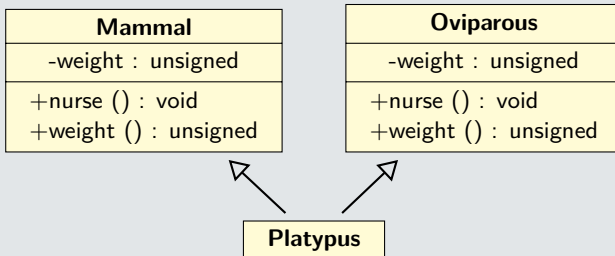 Mammal
-weight : unsigned
+nurse () : void
+weight () : unsigned
Oviparous
-weight : unsigned
+nurse () : void
+weight () : unsigned
Platypus